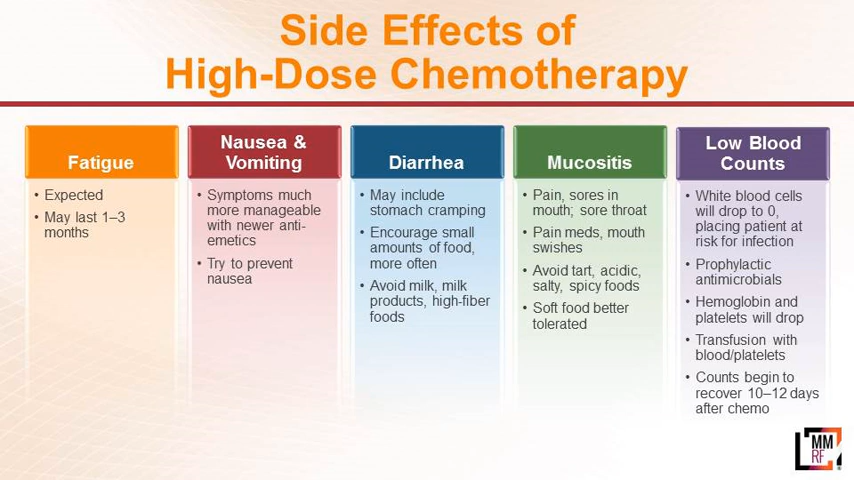 Side Effects of
High-Dose Chemotherapy
Fatigue
• Expected
• May last 1–3
months
Nausea &
Vomiting
• Symptoms much
more manageable
with newer anti-
emetics
• Try to prevent
nausea
Diarrhea
• May include
stomach cramping
• Encourage small
amounts of food,
more often
• Avoid milk, milk
products, high-fiber
foods
Mucositis
• Pain, sores in
mouth; sore throat
• Pain meds, mouth
swishes
• Avoid tart, acidic,
salty, spicy foods
• Soft food better
tolerated
Low Blood
Counts
• White blood cells
will drop to 0,
placing patient at
risk for infection
• Prophylactic
antimicrobials
• Hemoglobin and
platelets will drop
• Transfusion with
blood/platelets
• Counts begin to
recover 10–12 days
after chemo
MM
RF